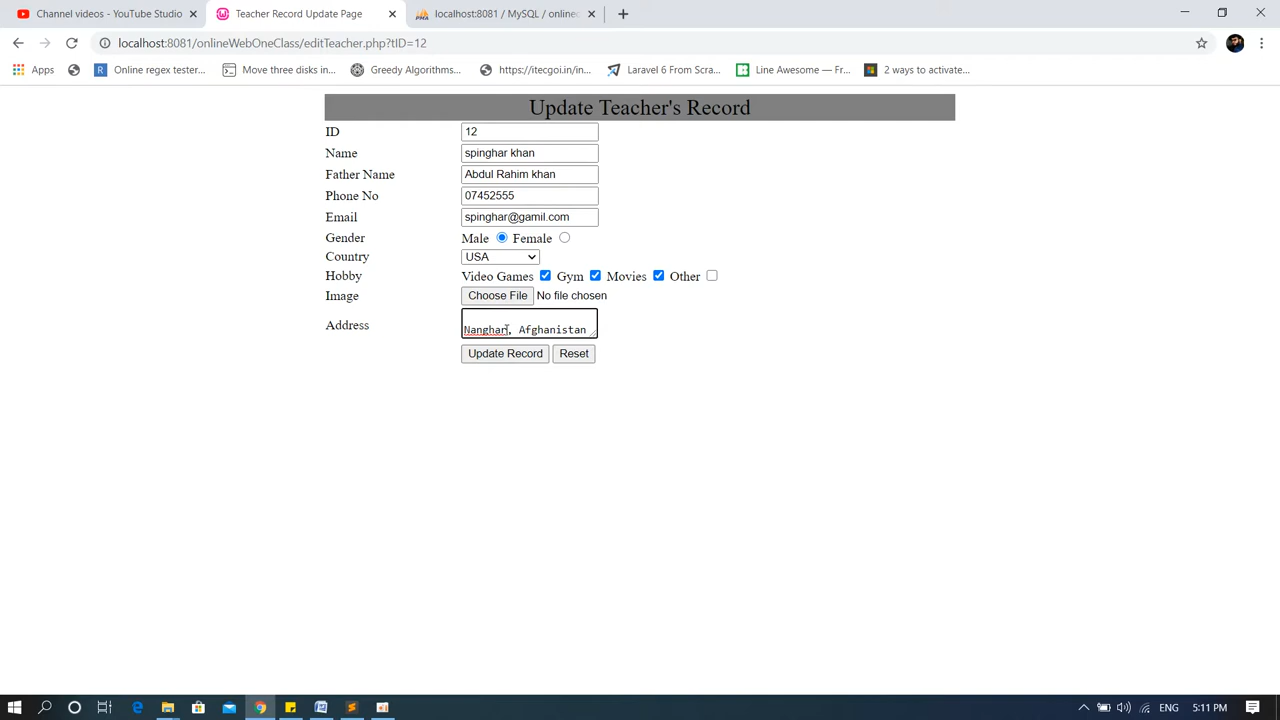 Channel videos - YouTube Studio
Teacher Record Update Page
localhost:8081 / MySQL / onlinec
localhost:8081/onlineWebOneClass/editTeacher.php?tID=12
Apps
Online regex tester...
Move three disks in...
Greedy Algorithms...
https://itecgoi.in/in...
Laravel 6 From Scra...
Line Awesome — Fr...
2 ways to activate...
Update Teacher's Record
ID 12
Name spinghar khan
Father Name Abdul Rahim khan
Phone No 07452555
Email spinghar@gamil.com
Gender Male Female
Country USA
Hobby Video Games Gym Movies Other
Image Choose File No file chosen
Address Nanghar, Afghanistan
Update Record Reset
ENG 5:11 PM